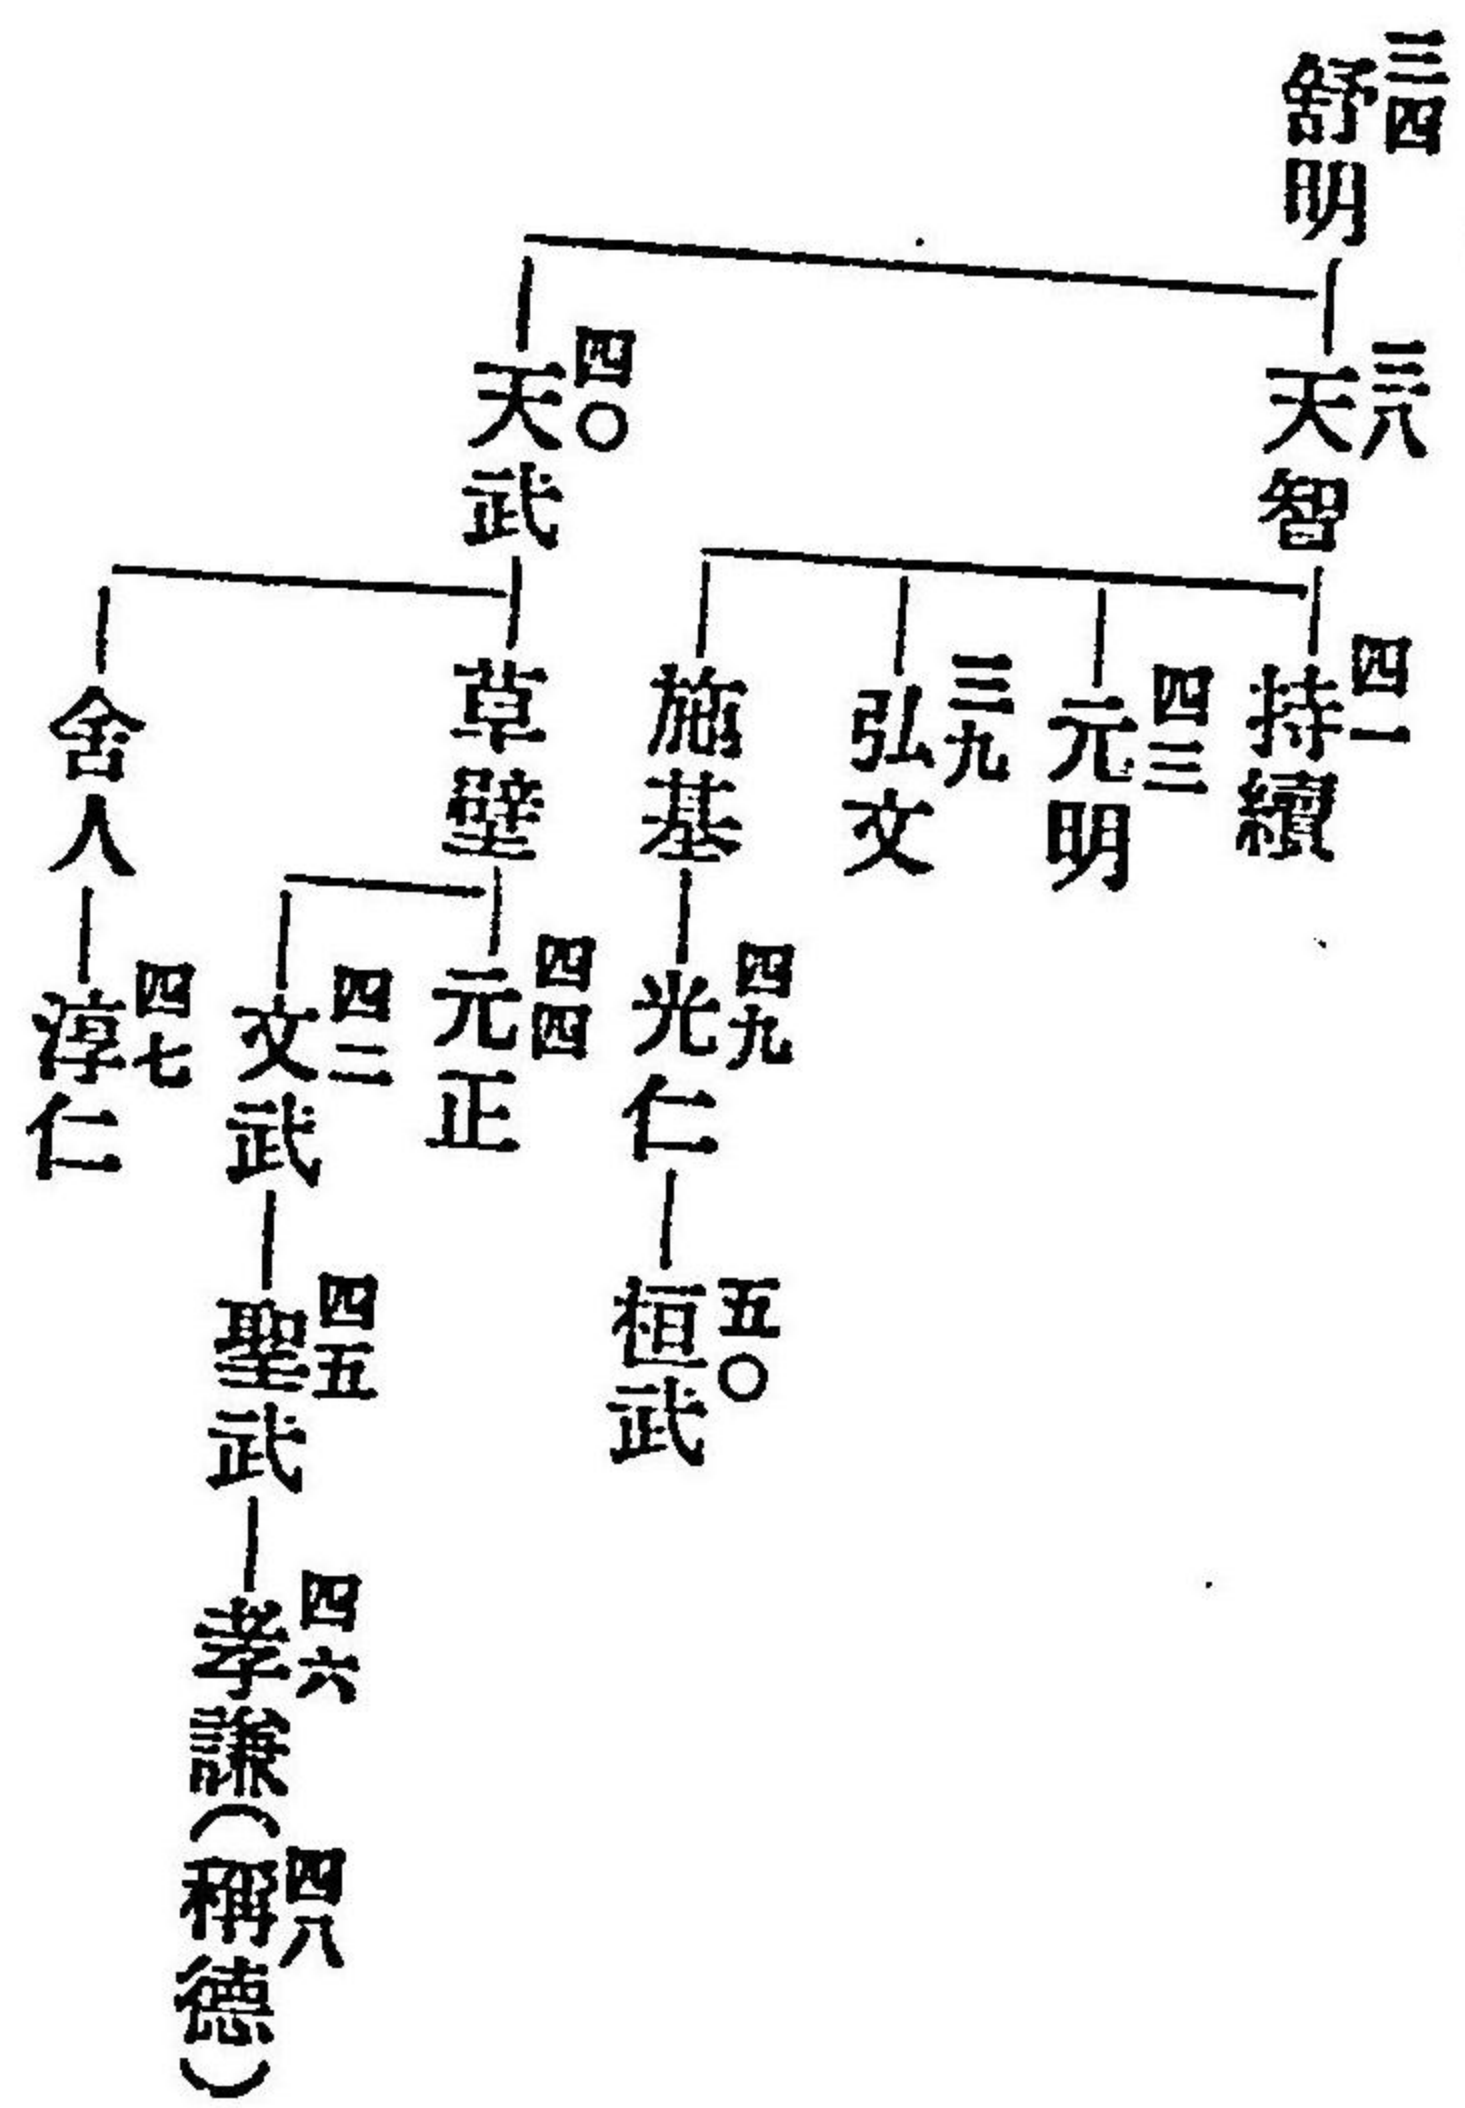 三四
舒明
三八
天智
四一
持續
四三
元明
三九
弘文
施基
四九
光仁
五〇
桓武
四〇
天武
草壁
四四
元正
四二
文武
四五
聖武
四六
孝謙(
四八
稱德)
舍人
四七
淳仁